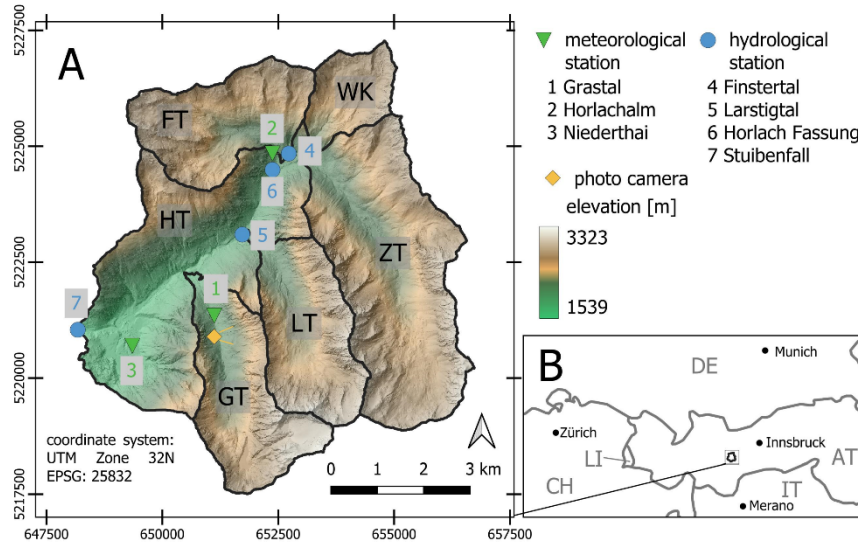 A
5227500
5225000
5222500
5220000
5217500
647500
650000
652500
655000
657500
FT
WK
HT
ZT
LT
GT
2
4
6
5
1
7
3
coordinate system:
UTM Zone 32N
EPSG: 25832
0 1 2 3 km
meteorological
station
1 Grastal
2 Horlachalm
3 Niederthai
hydrological
station
4 Finstertal
5 Larstigtal
6 Horlach Fassung
7 Stuibenfall
photo camera
elevation [m]
3323
1539
B
DE
Munich
Zürich
Innsbruck
LI
AT
CH
IT
Merano